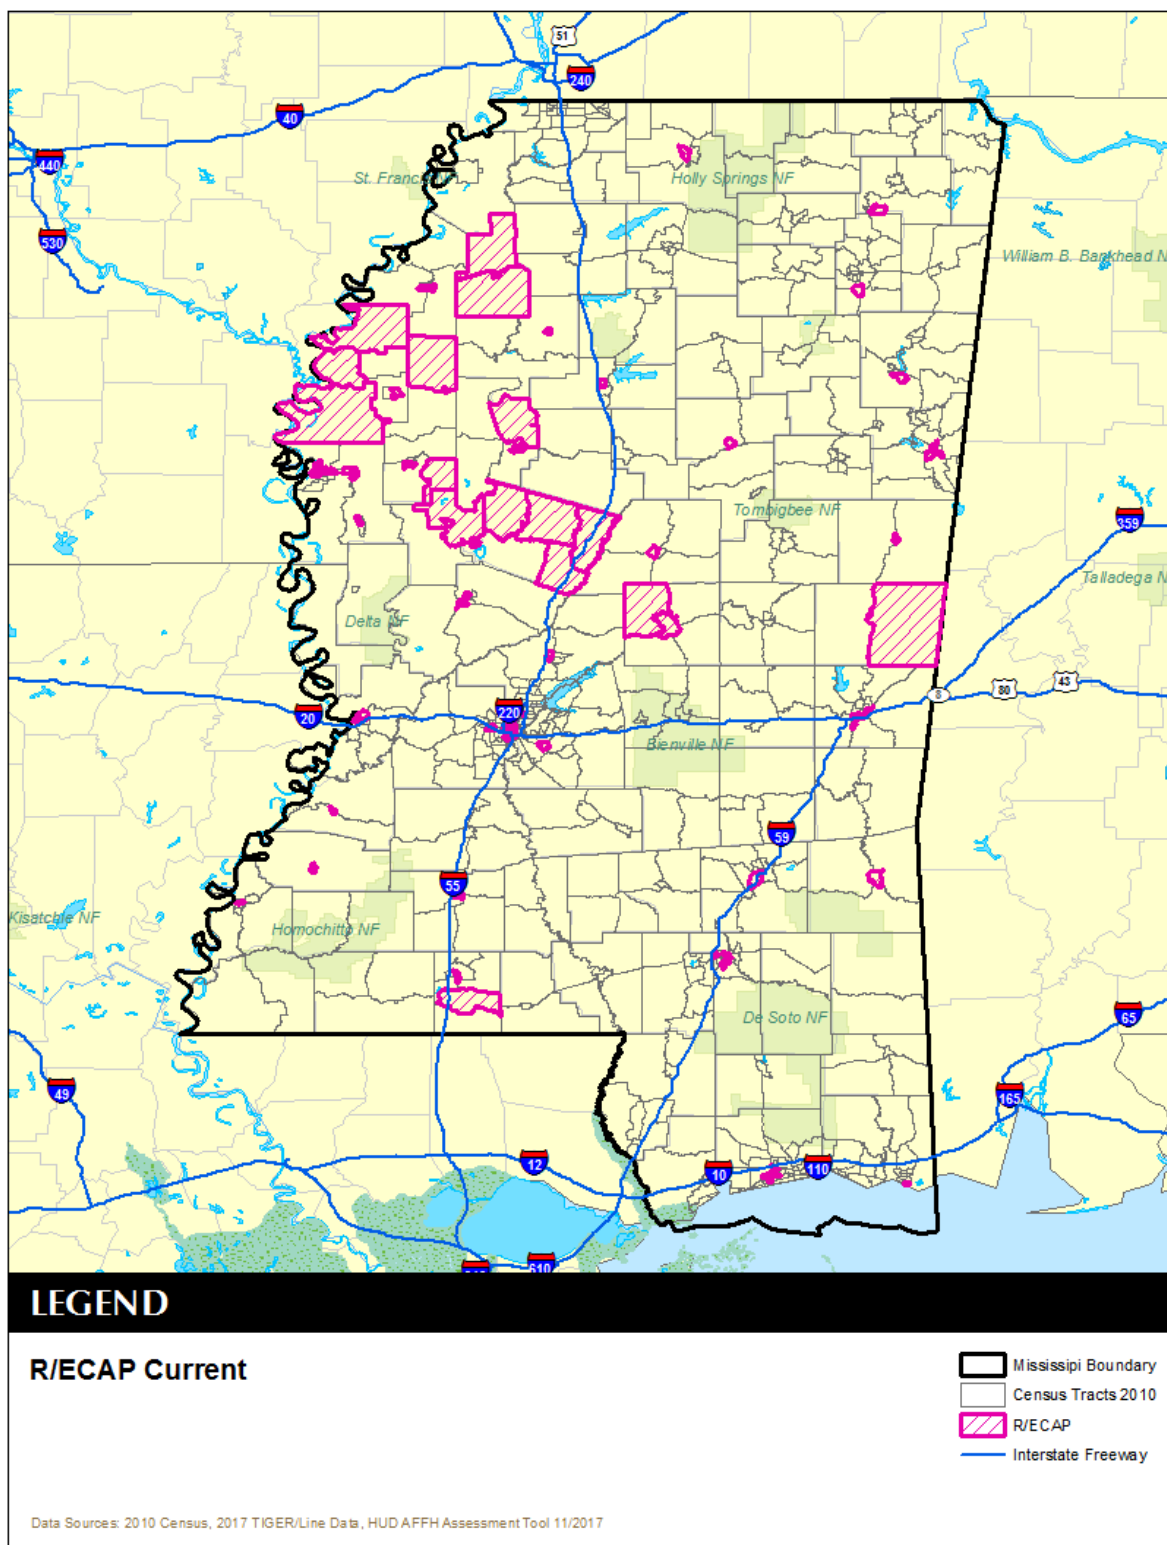 51
240
40
440
St. Francis NF
Holly Springs NF
530
William B. Bankhead N
Tombigbee NF
359
Talladega N
Delta NF
8
80
43
20
220
Bienville NF
59
55
Kisatchie NF
Homochitto NF
De Soto NF
65
49
165
12
10
110
610
LEGEND
R/ECAP Current
Mississipi Boundary
Census Tracts 2010
R/ECAP
Interstate Freeway
Data Sources: 2010 Census, 2017 TIGER/Line Data, HUD AFFH Assessment Tool 11/2017